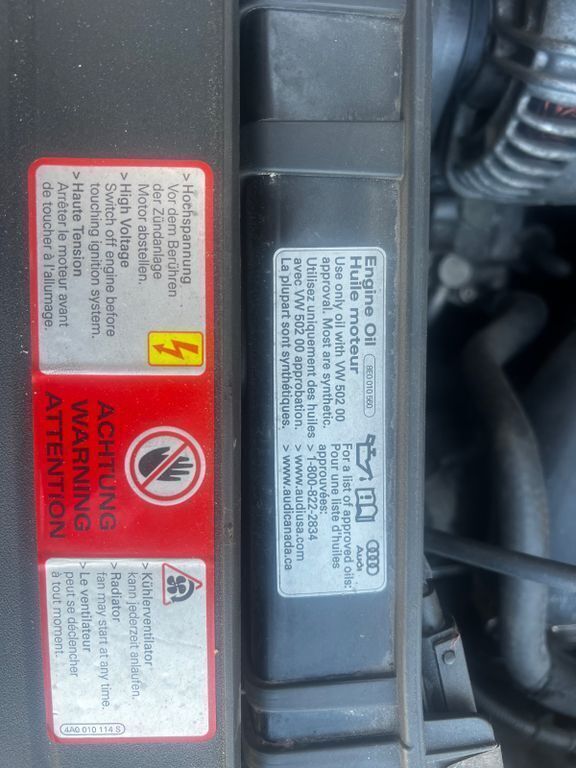 > Hochspannung
Vor dem Berühren
der Zündanlage
Motor abstellen.
> High Voltage
Switch off engine before
touching ignition system.
> Haute Tension
Arrêter le moteur avant
de toucher à l'allumage.
ACHTUNG
WARNING
ATTENTION
> Kühlerventilator
kann jederzeit anlaufen.
> Radiator
fan may start at any time.
> Le ventilateur
peut se déclencher
à tout moment.
4A0 010 114 S
Engine Oil
8E0 010 560
Huile moteur
Use only oil with VW 502 00
approval. Most are synthetic.
Utilisez uniquement des huiles
avec VW 502 00 approbation.
La plupart sont synthétiques.
Audi
For a list of approved oils:
Pour une liste d'huiles
approuvées:
> 1-800-822-2834
> www.audiusa.com
> www.audicanada.ca